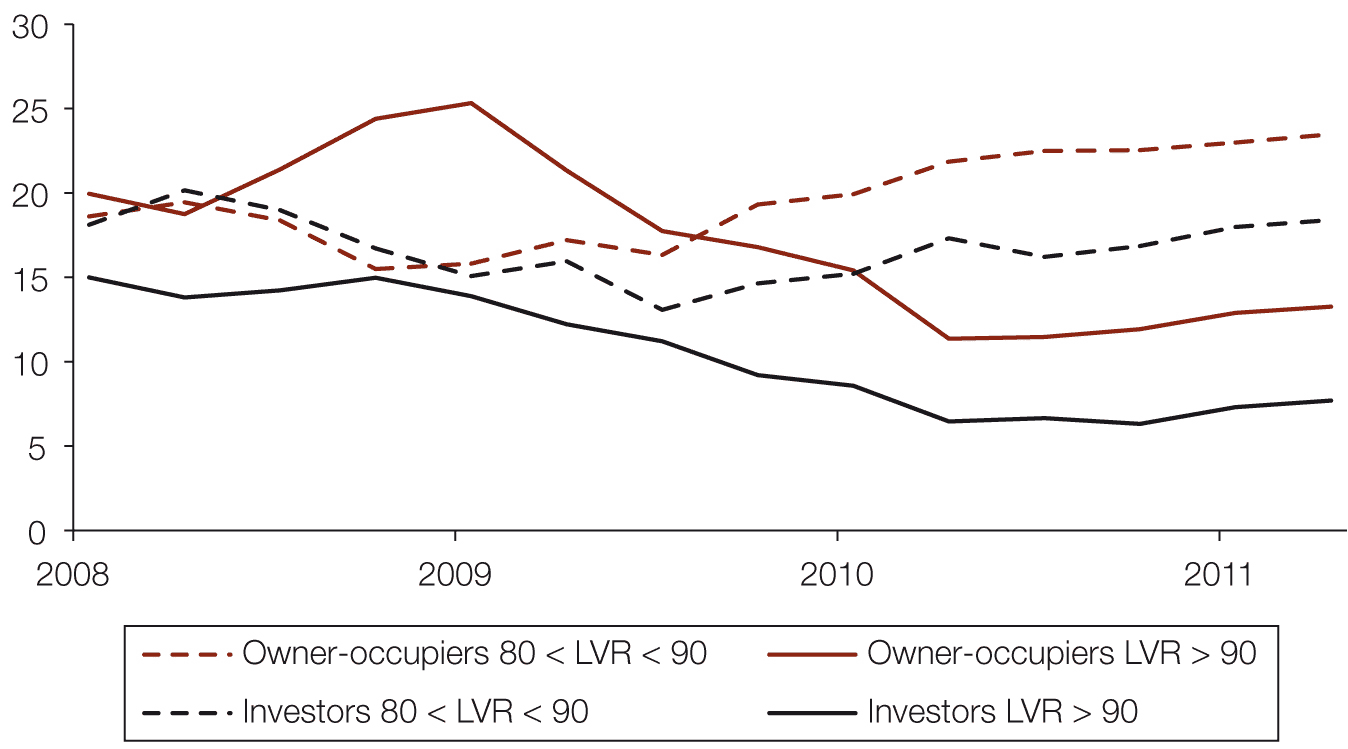 30
25
20
15
10
5
0
2008 2009 2010 2011
Owner-occupiers 80 < LVR < 90 Owner-occupiers LVR > 90
Investors 80 < LVR < 90 Investors LVR > 90